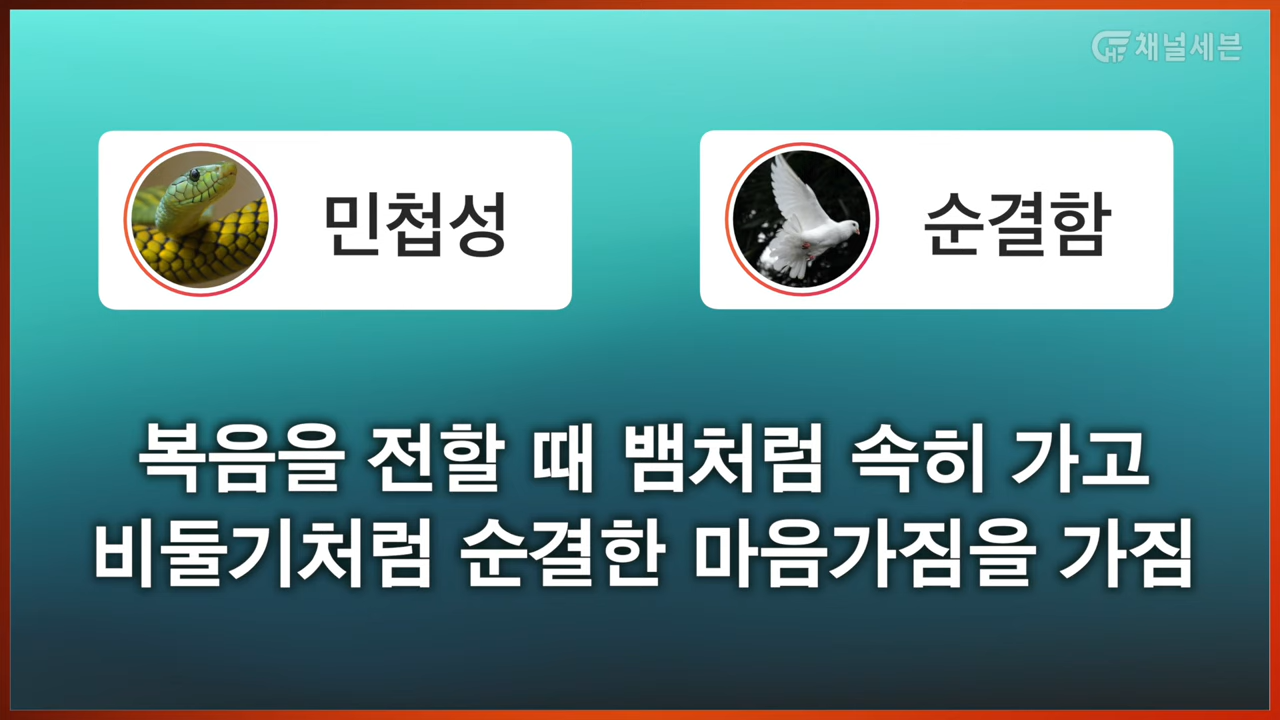 채널세븐
민첩성
순결함
복음을 전할 때 뱀처럼 속히 가고
비둘기처럼 순결한 마음가짐을 가짐